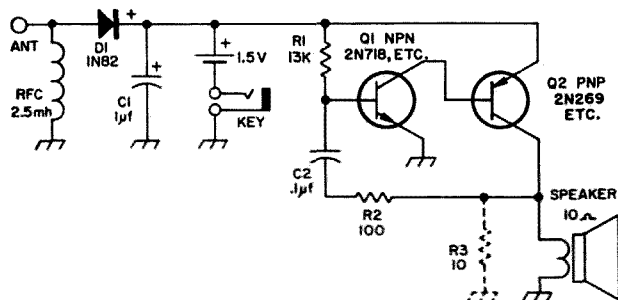 ANT
D1
1N82
+
RFC
2.5mh
C1
1µf
+
+
1.5V
KEY
R1
13K
Q1 NPN
2N718, ETC.
Q2 PNP
2N269
ETC.
C2
.1µf
R2
100
R3
10
SPEAKER
10Ω